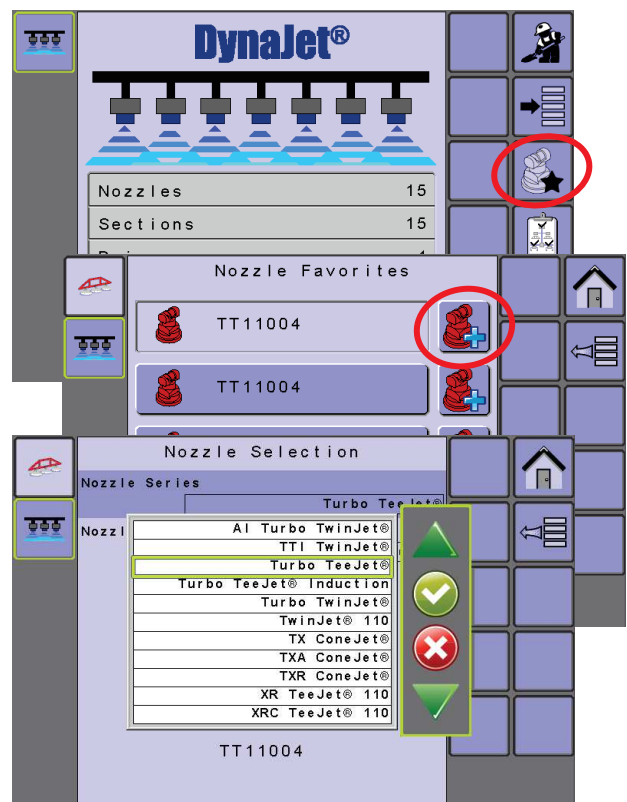 DynaJet®
Nozzles 15
Sections 15
Nozzle Favorites
TT11004
TT11004
Nozzle Selection
Nozzle Series
Turbo TeeJet®
Nozzl
AI Turbo TwinJet®
TTI TwinJet®
Turbo TeeJet®
Turbo TeeJet® Induction
Turbo TwinJet®
TwinJet® 110
TX ConeJet®
TXA ConeJet®
TXR ConeJet®
XR TeeJet® 110
XRC TeeJet® 110
TT11004